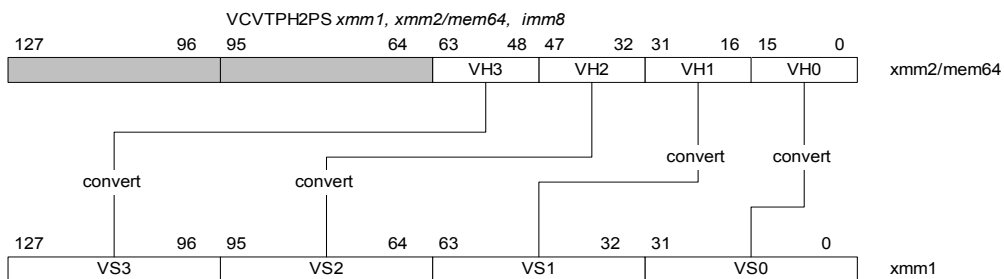 VCVTPH2PS xmm1, xmm2/mem64, imm8
127 96 95 64 63 48 47 32 31 16 15 0
VH3 VH2 VH1 VH0 xmm2/mem64
convert convert convert convert
127 96 95 64 63 32 31 0
VS3 VS2 VS1 VS0 xmm1